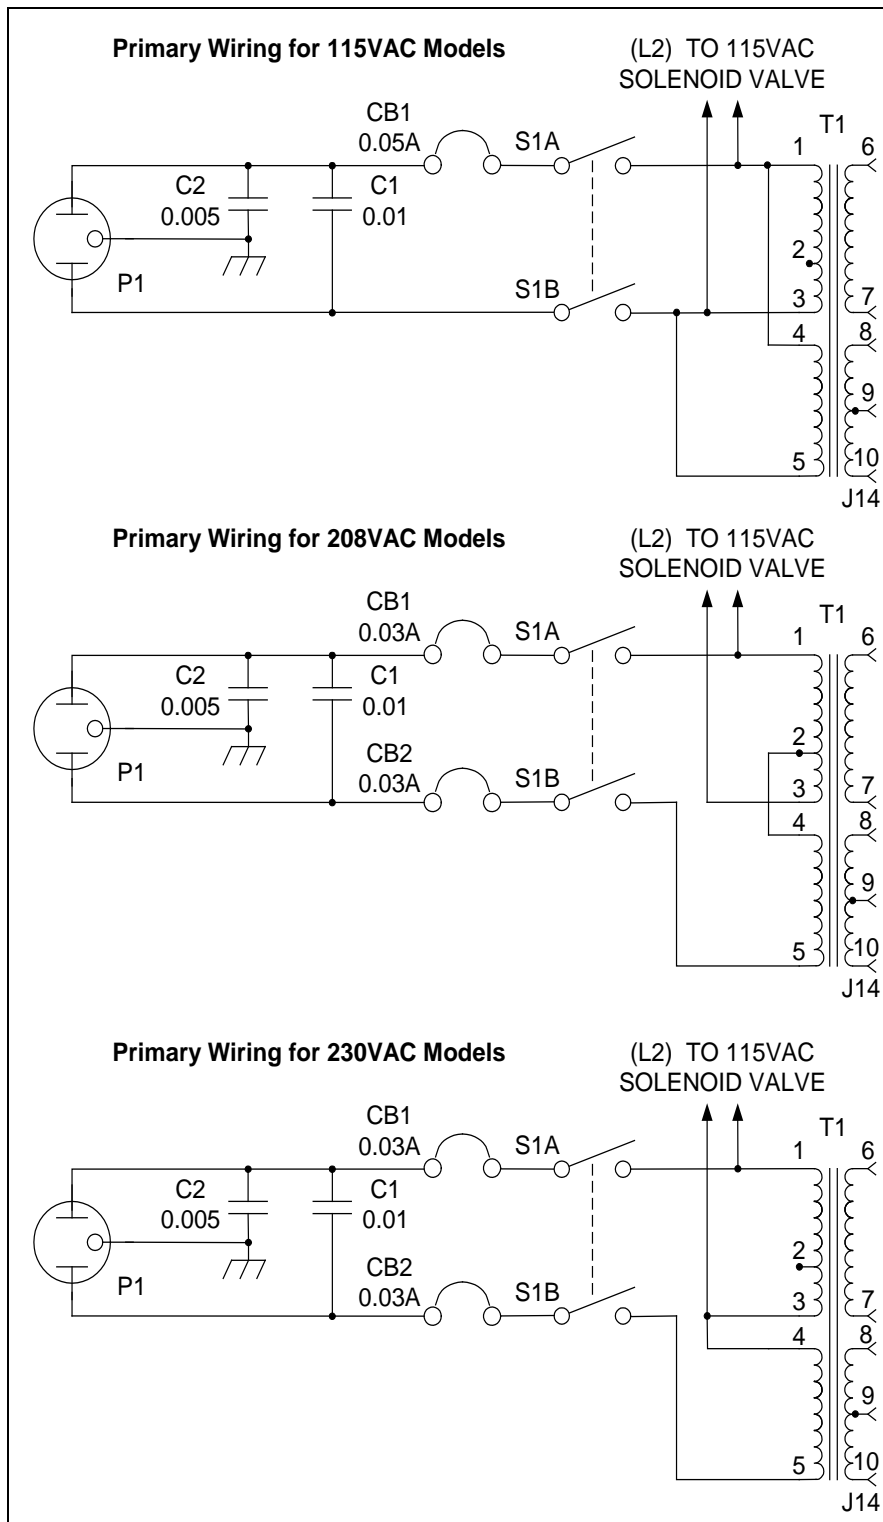 Primary Wiring for 115VAC Models
(L2) TO 115VAC
SOLENOID VALVE
CB1
0.05A
S1A
T1
1
6
C2
0.005
C1
0.01
2
P1
S1B
3
7
4
8
9
5
10
J14
Primary Wiring for 208VAC Models
(L2) TO 115VAC
SOLENOID VALVE
CB1
0.03A
S1A
T1
1
6
C2
0.005
C1
0.01
2
P1
CB2
0.03A
S1B
3
7
4
8
9
5
10
J14
Primary Wiring for 230VAC Models
(L2) TO 115VAC
SOLENOID VALVE
CB1
0.03A
S1A
T1
1
6
C2
0.005
C1
0.01
2
P1
CB2
0.03A
S1B
3
7
4
8
9
5
10
J14